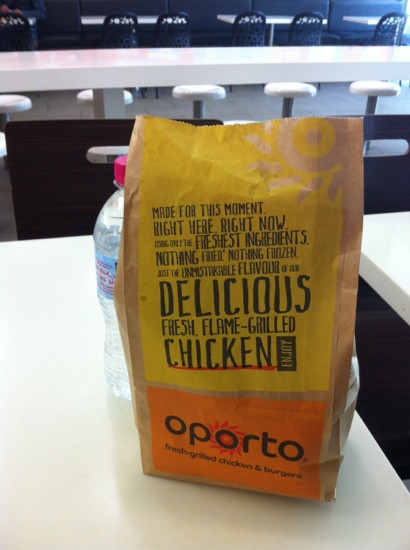 MADE FOR THIS MOMENT.
RIGHT HERE, RIGHT NOW,
USING ONLY THE FRESHEST INGREDIENTS.
NOTHING FRIED* NOTHING FROZEN.
JUST THE UNMISTAKABLE FLAVOUR OF OUR
DELICIOUS
FRESH, FLAME-GRILLED
CHICKEN ENJOY
oporto
fresh-grilled chicken & burgers